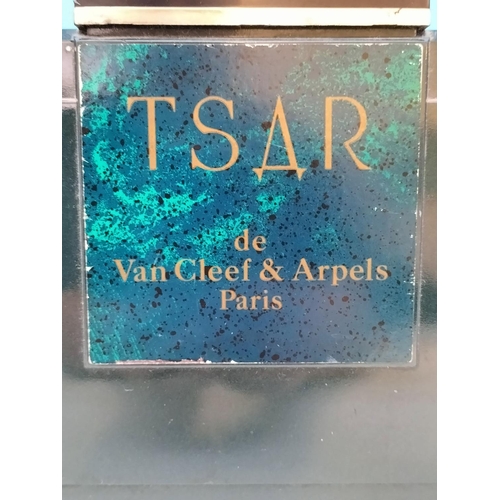 TSAR
de
Van Cleef & Arpels
Paris